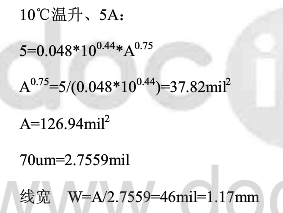 10℃温升、5A：
5=0.048*10^0.44*A^0.75
A^0.75=5/(0.048*10^0.44)=37.82mil^2
A=126.94mil^2
70um=2.7559mil
线宽 W=A/2.7559=46mil=1.17mm